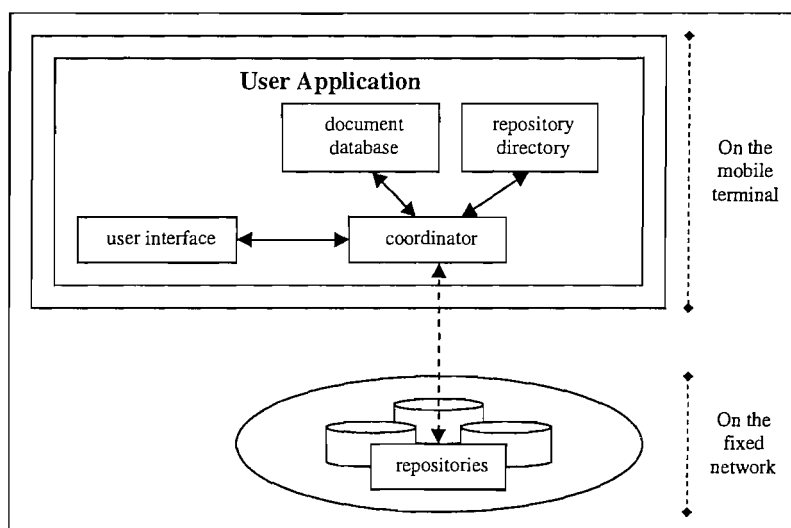 User Application
document
database
repository
directory
user interface
coordinator
On the
mobile
terminal
repositories
On the
fixed
network